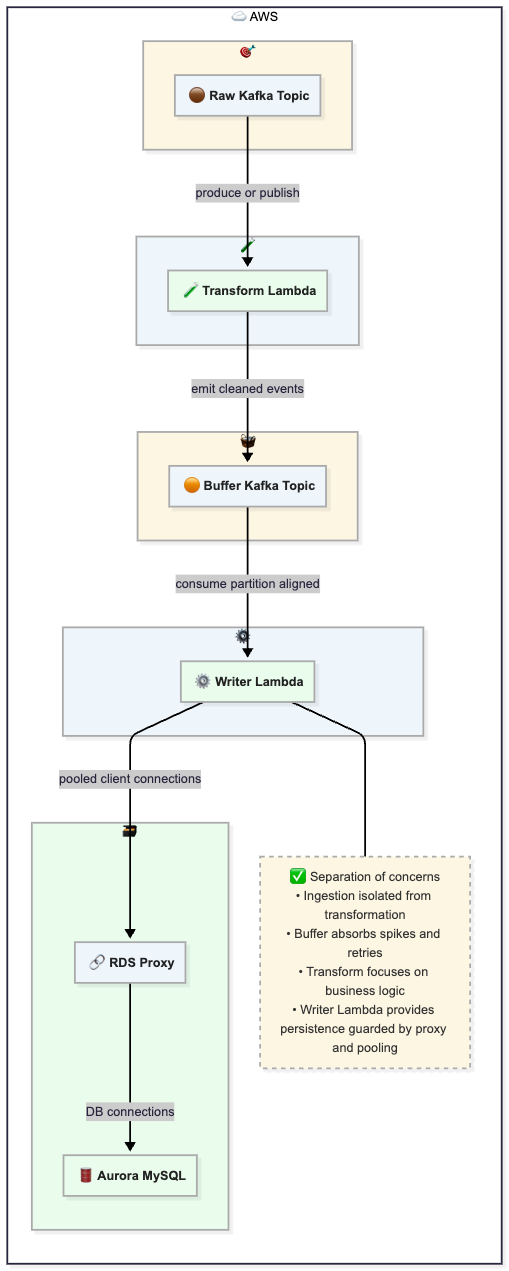 AWS
Raw Kafka Topic
produce or publish
Transform Lambda
emit cleaned events
Buffer Kafka Topic
consume partition aligned
Writer Lambda
pooled client connections
✅ Separation of concerns
• Ingestion isolated from
transformation
• Buffer absorbs spikes and
retries
• Transform focuses on
business logic
• Writer Lambda provides
persistence guarded by proxy
and pooling
RDS Proxy
DB connections
Aurora MySQL